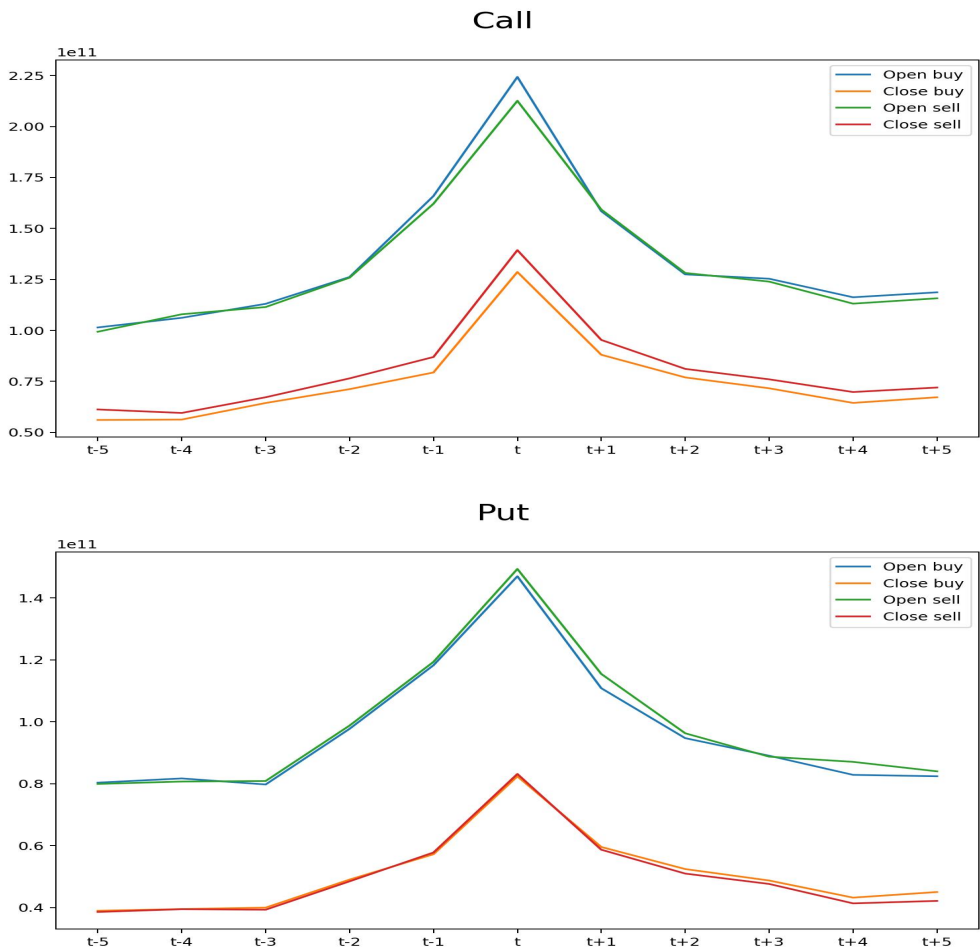 Call
1e11
2.25
2.00
1.75
1.50
1.25
1.00
0.75
0.50
Open buy
Close buy
Open sell
Close sell
t-5 t-4 t-3 t-2 t-1 t t+1 t+2 t+3 t+4 t+5
Put
1e11
1.4
1.2
1.0
0.8
0.6
0.4
Open buy
Close buy
Open sell
Close sell
t-5 t-4 t-3 t-2 t-1 t t+1 t+2 t+3 t+4 t+5